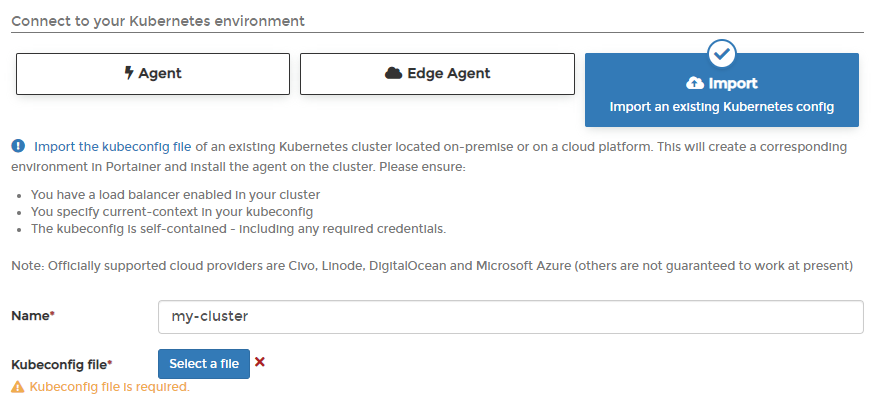 Connect to your Kubernetes environment
Agent
Edge Agent
Import
Import an existing Kubernetes config
Import the kubeconfig file of an existing Kubernetes cluster located on-premise or on a cloud platform. This will create a corresponding
environment in Portainer and install the agent on the cluster. Please ensure:
• You have a load balancer enabled in your cluster
• You specify current-context in your kubeconfig
• The kubeconfig is self-contained - including any required credentials.
Note: Officially supported cloud providers are Civo, Linode, DigitalOcean and Microsoft Azure (others are not guaranteed to work at present)
Name*
my-cluster
Kubeconfig file*
Select a file
Kubeconfig file is required.